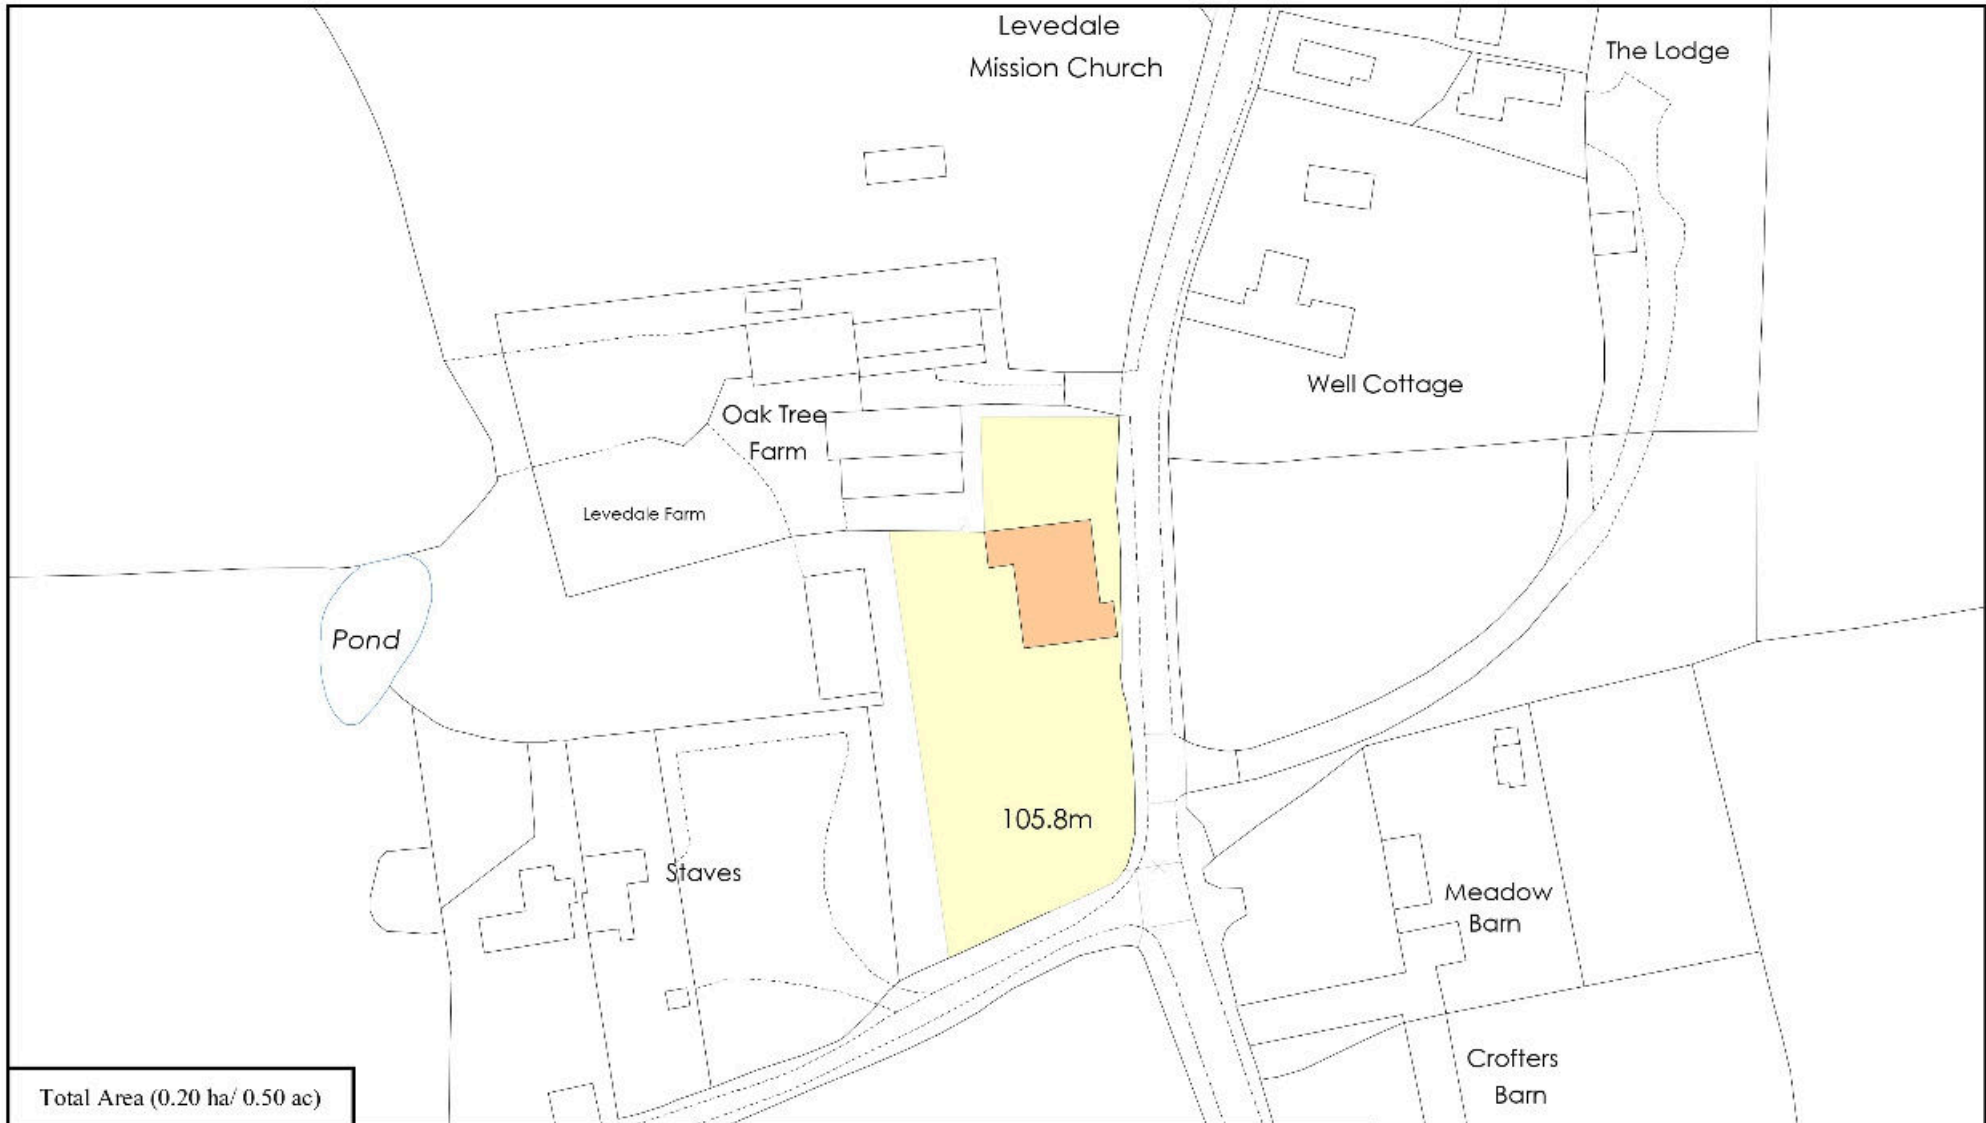 Levedale
Mission Church
The Lodge
Well Cottage
Oak Tree
Farm
Levedale Farm
Pond
105.8m
Staves
Meadow
Barn
Crofters
Barn
Total Area (0.20 ha/ 0.50 ac)